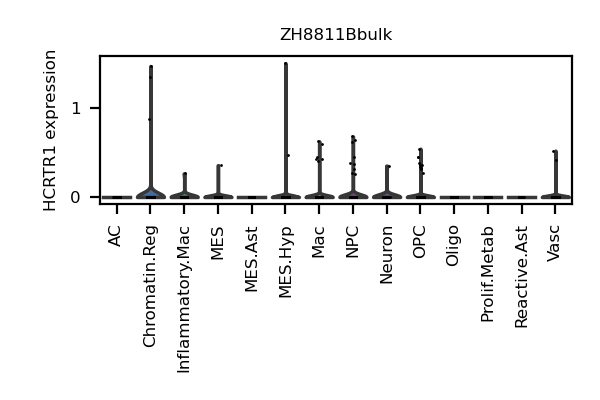 ZH8811Bbulk
HCRTR1 expression
1
0
AC
Chromatin.Reg
Inflammatory.Mac
MES
MES.Ast
MES.Hyp
Mac
NPC
Neuron
OPC
Oligo
Prolif.Metab
Reactive.Ast
Vasc